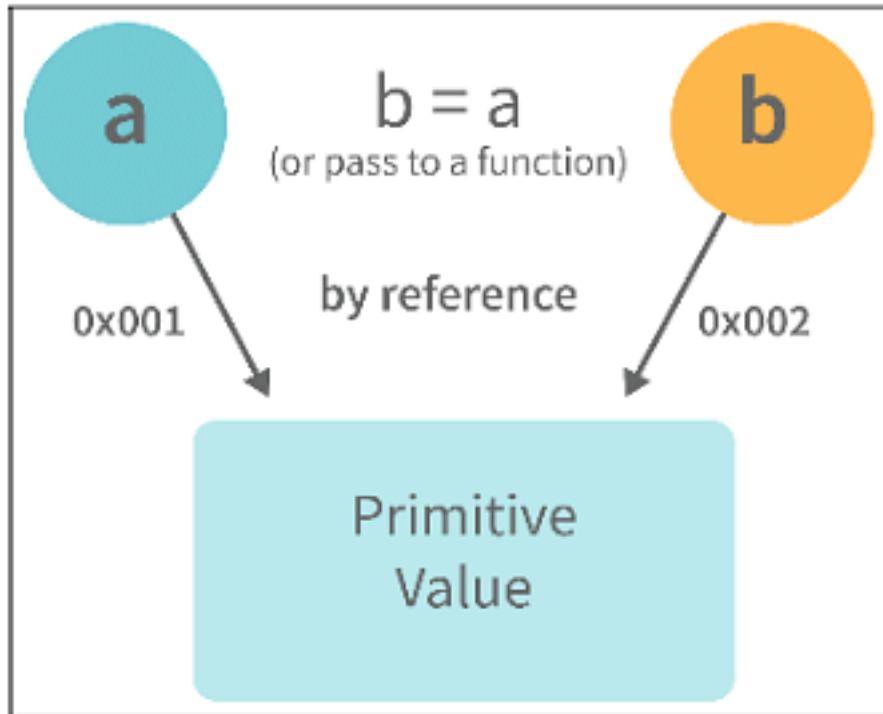 a
b = a
b
(or pass to a function)
by reference
0x001
0x002
Primitive
Value